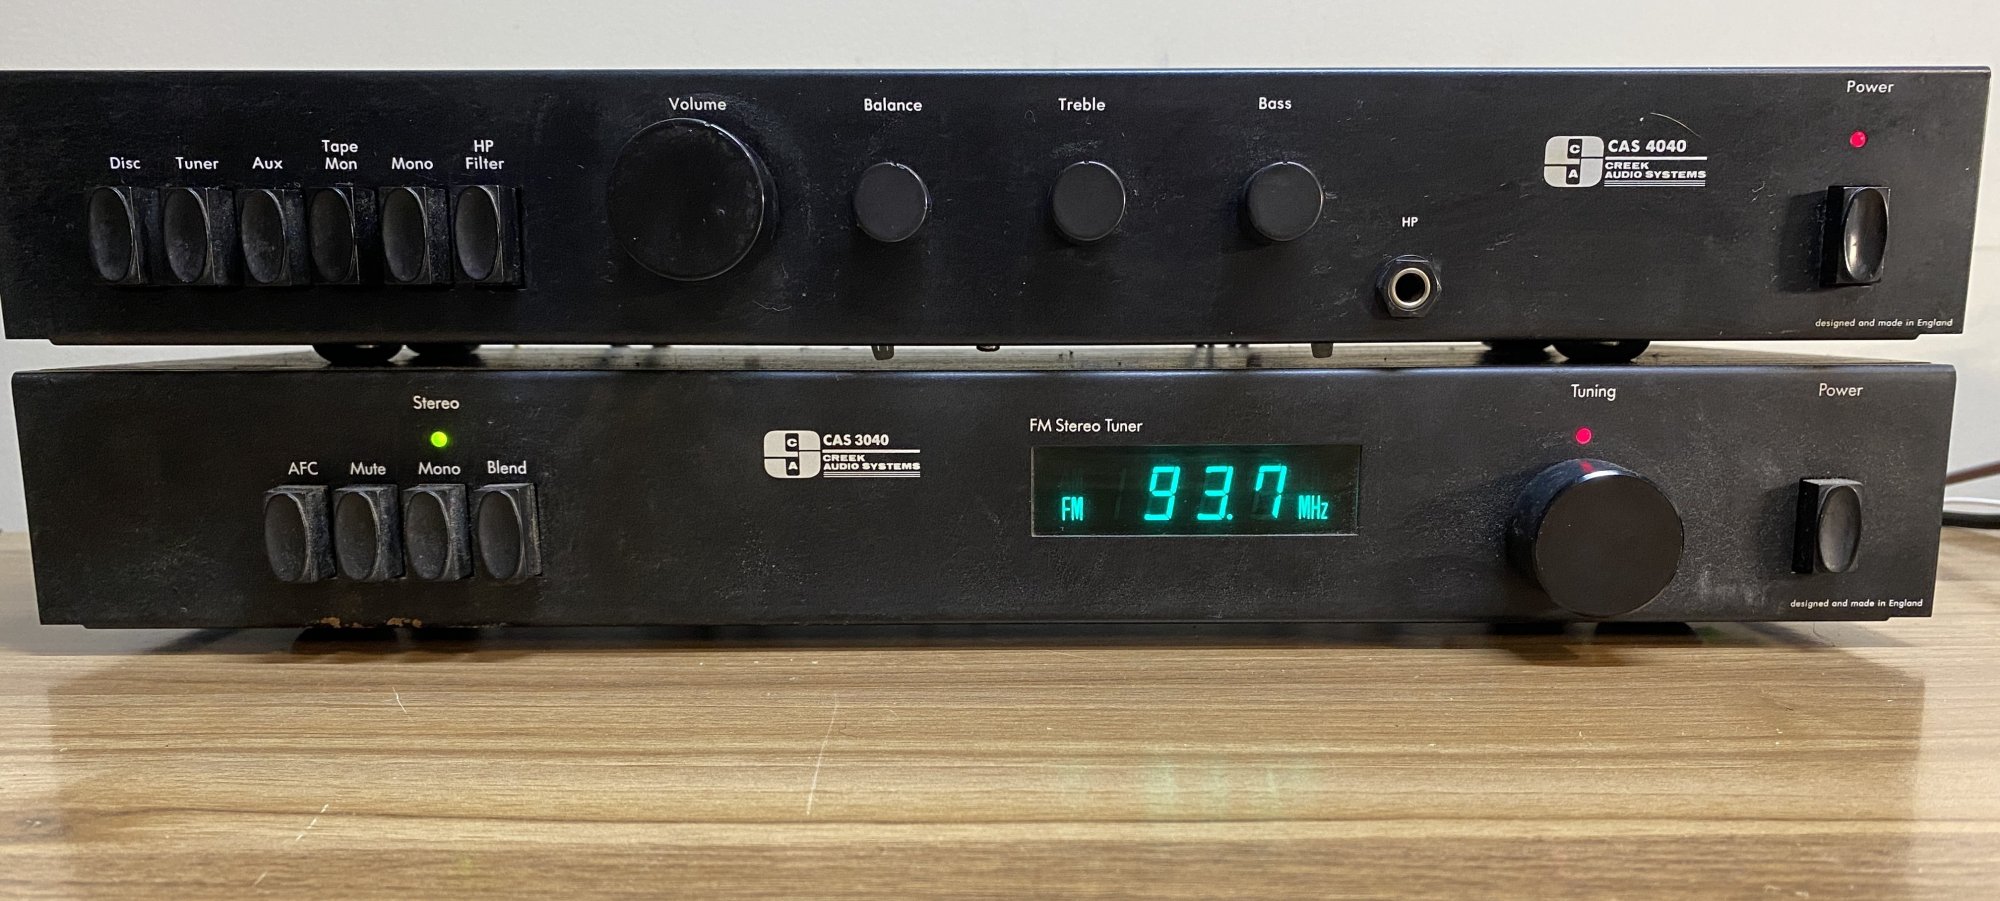 Volume
Balance
Treble
Bass
Power
Disc
Tuner
Aux
Tape
Mon
Mono
HP
Filter
C
A
CAS 4040
CREEK
AUDIO SYSTEMS
HP
designed and made in England
Stereo
AFC
Mute
Mono
Blend
C
A
CAS 3040
CREEK
AUDIO SYSTEMS
FM Stereo Tuner
FM 93.7 MHz
Tuning
Power
designed and made in England